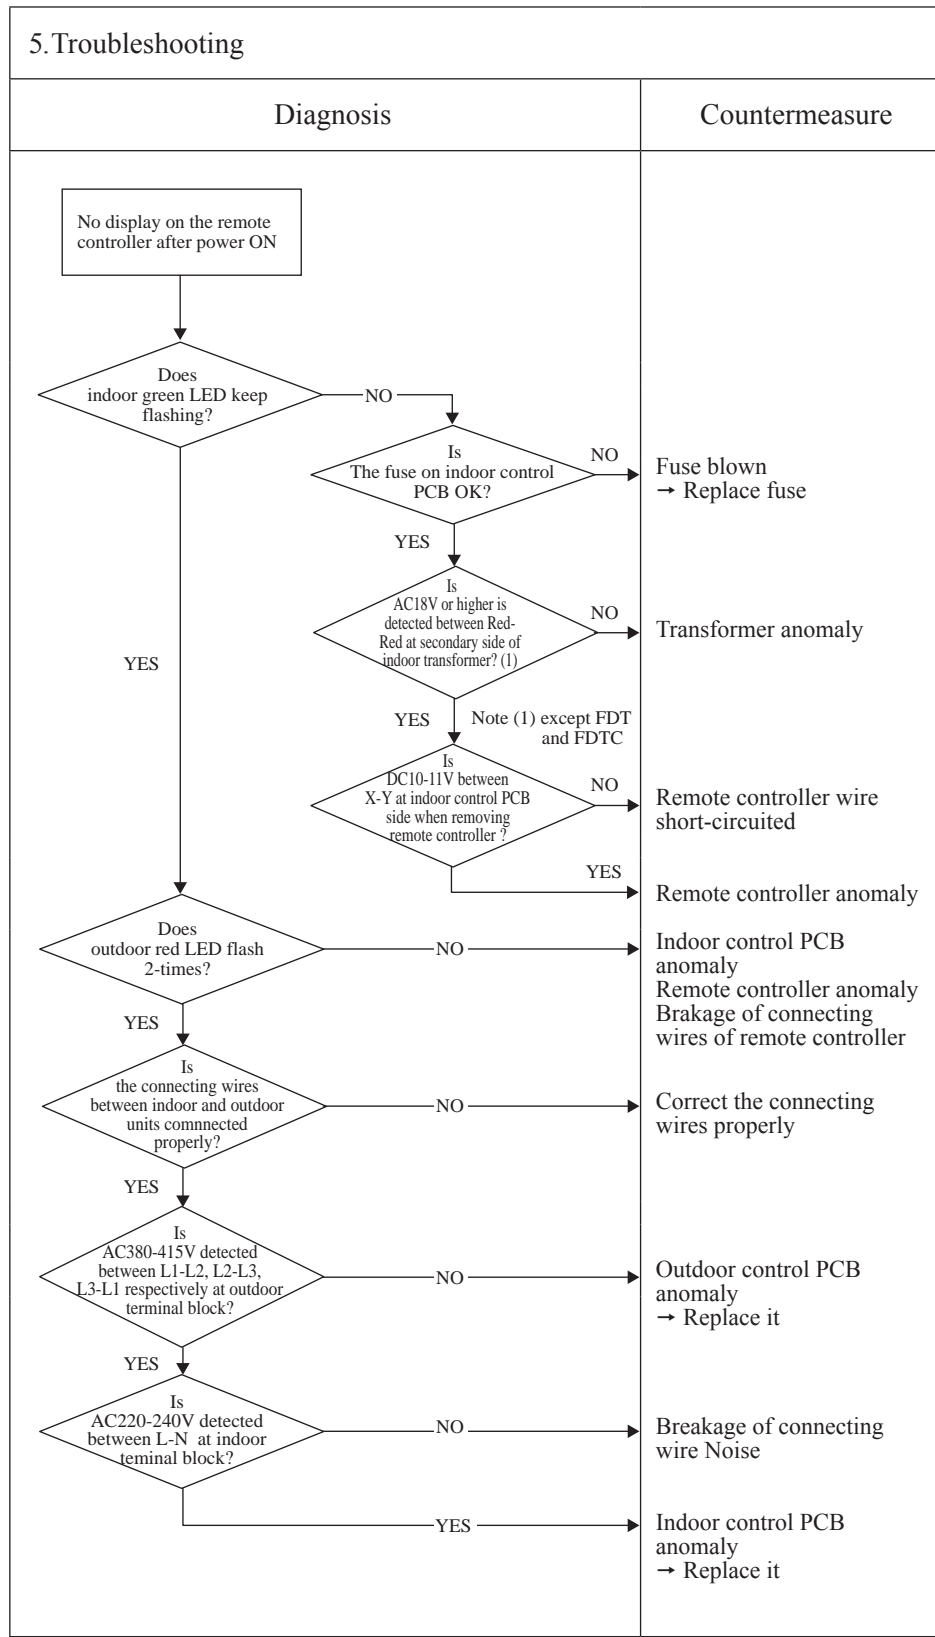 5.Troubleshooting
Diagnosis
Countermeasure
No display on the remote
controller after power ON
Does
indoor green LED keep
flashing?
NO
Is
The fuse on indoor control
PCB OK?
NO
Fuse blown
→ Replace fuse
YES
Is
AC18V or higher is
detected between Red-
Red at secondary side of
indoor transformer? (1)
NO
Transformer anomaly
YES
YES
Note (1) except FDT
and FDTC
Is
DC10-11V between
X-Y at indoor control PCB
side when removing
remote controller ?
NO
Remote controller wire
short-circuited
YES
Remote controller anomaly
Does
outdoor red LED flash
2-times?
NO
Indoor control PCB
anomaly
Remote controller anomaly
Brakage of connecting
wires of remote controller
YES
Is
the connecting wires
between indoor and outdoor
units comnnected
properly?
NO
Correct the connecting
wires properly
YES
Is
AC380-415V detected
between L1-L2, L2-L3,
L3-L1 respectively at outdoor
terminal block?
NO
Outdoor control PCB
anomaly
→ Replace it
YES
Is
AC220-240V detected
between L-N at indoor
teminal block?
NO
Breakage of connecting
wire Noise
YES
Indoor control PCB
anomaly
→ Replace it